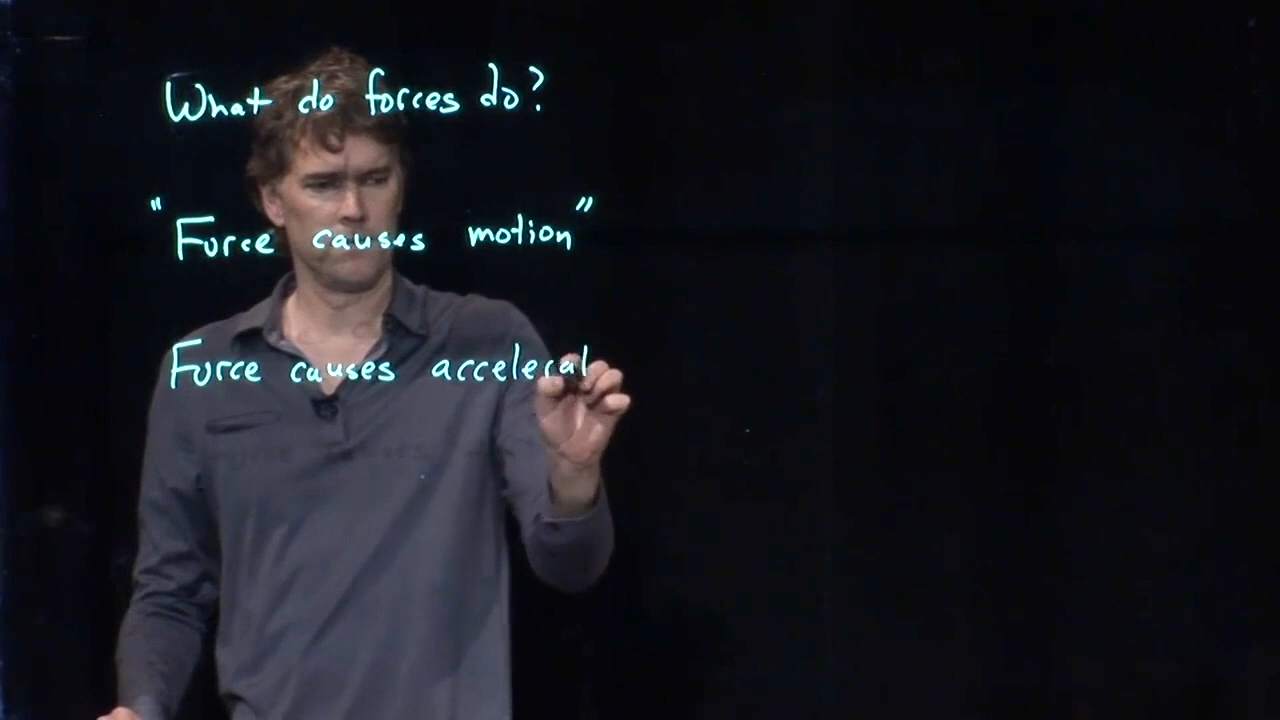 What do forces do?
"Force causes motion"
Force causes acceleral